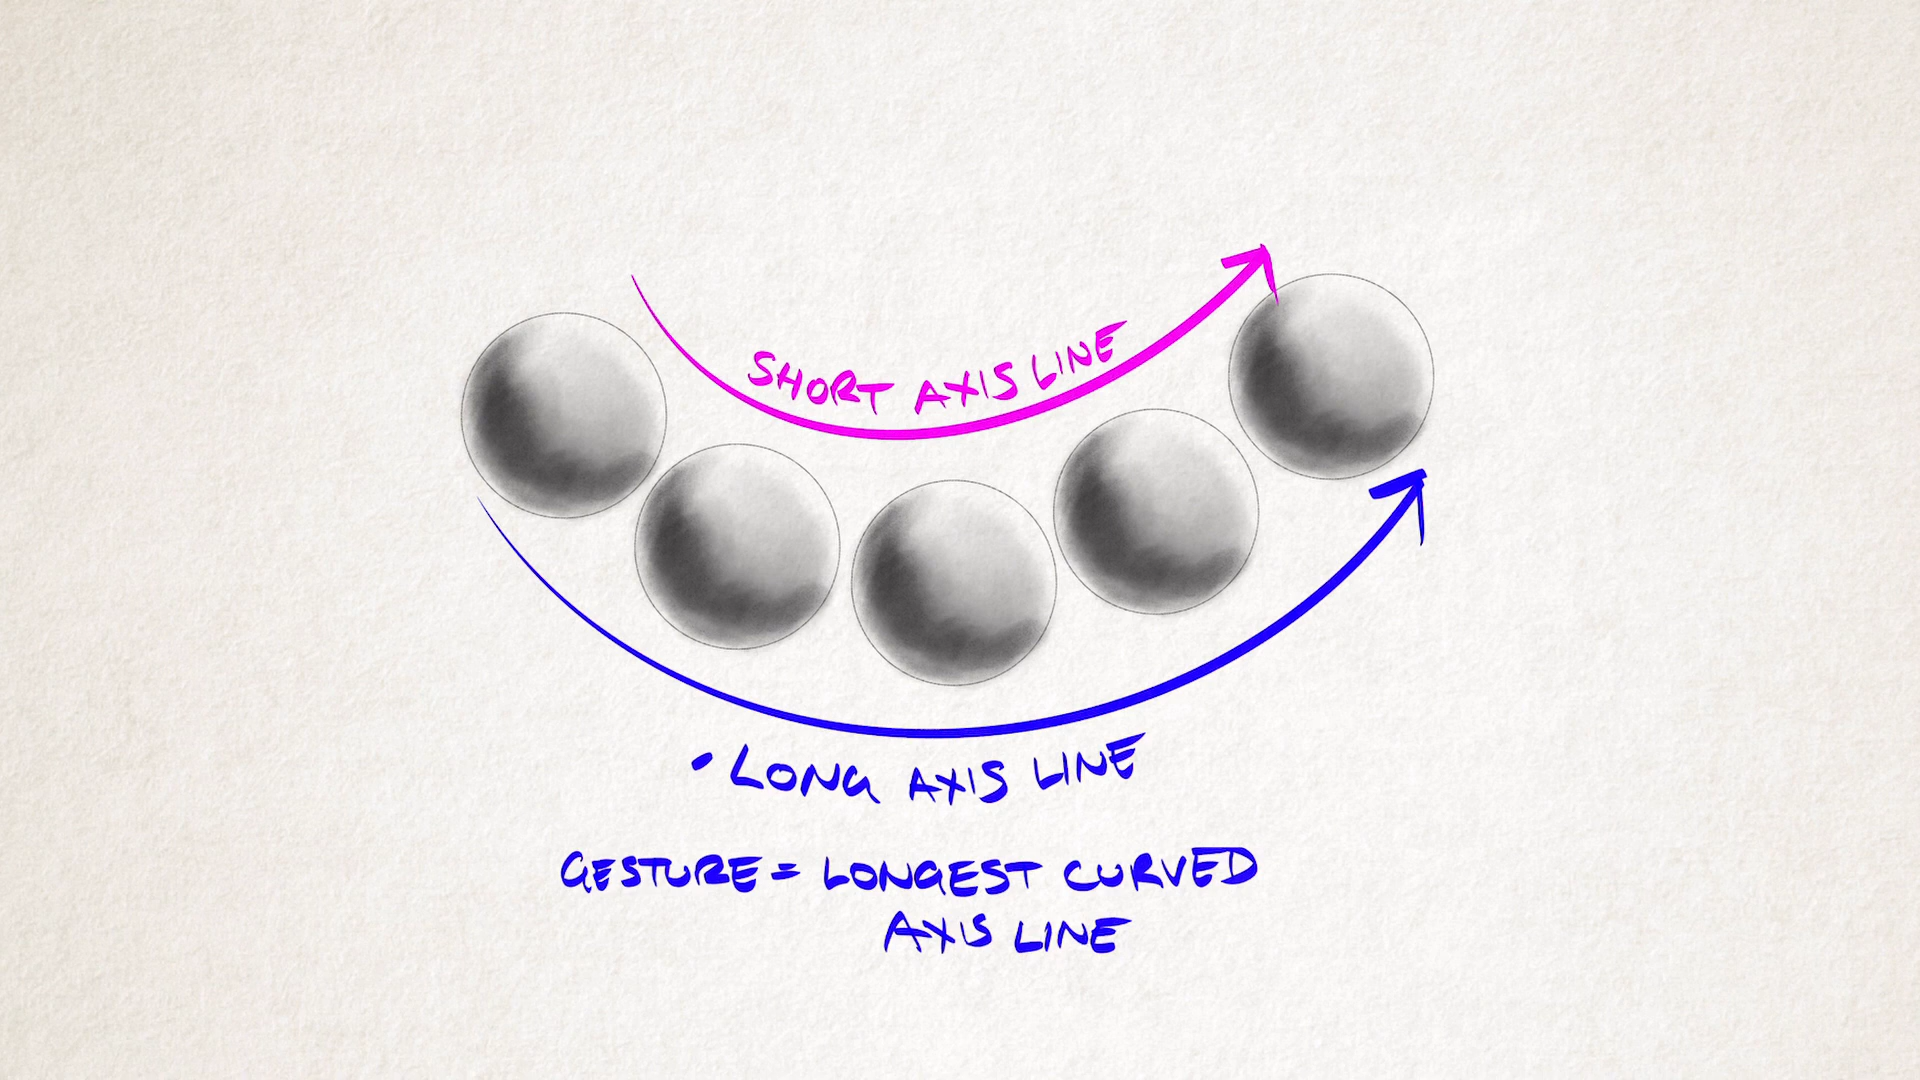 SHORT AXIS LINE
• LONG AXIS LINE
GESTURE = LONGEST CURVED
AXIS LINE